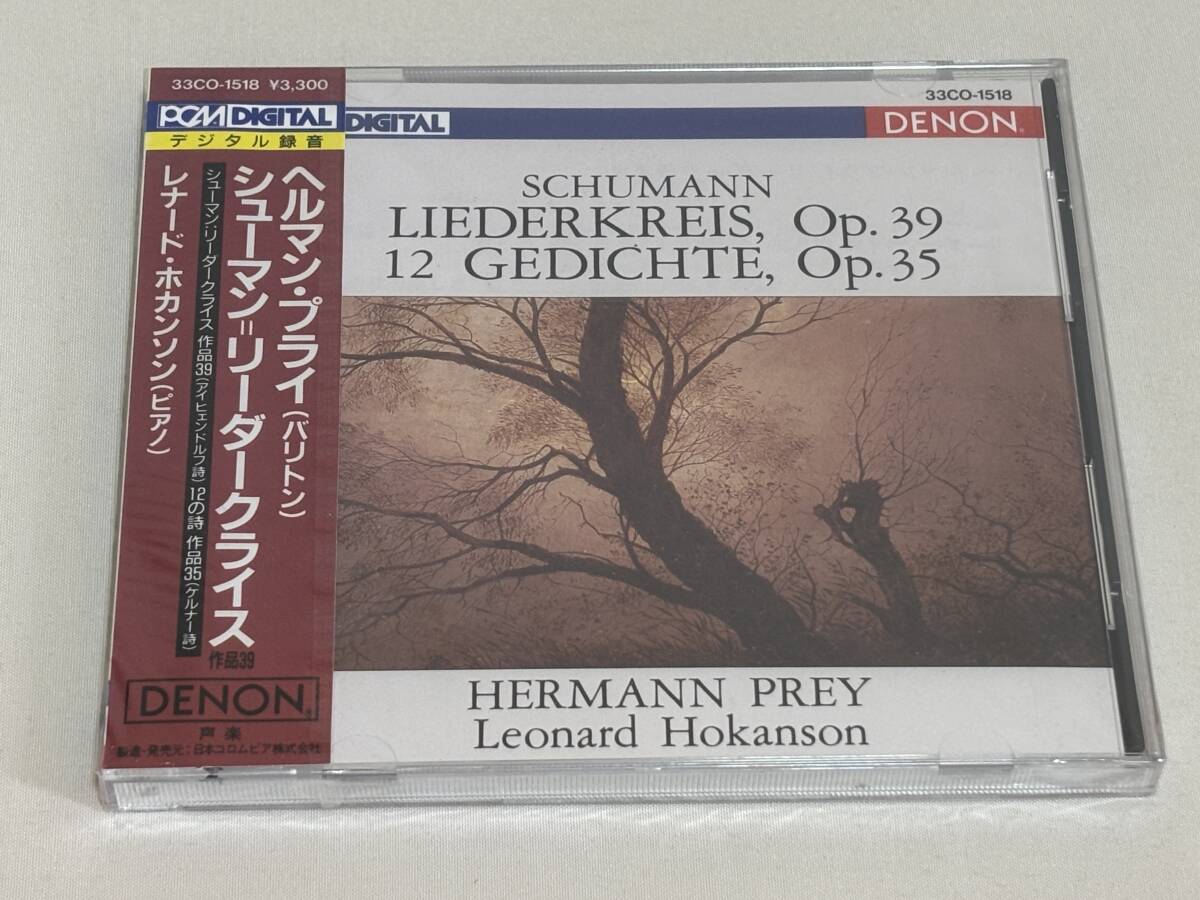 33CO-1518 ¥3,300
PCM DIGITAL
デジタル録音
ヘルマン・プライ(バリトン)
シューマン=リーダークライス 作品39
シューマン:リーダークライス 作品39(アイヒェンドルフ詩) 12の詩 作品35(ケルナー詩)
レナード・ホカンソン(ピアノ)
DENON
声楽
製造・発売元:日本コロムビア株式会社
33CO-1518
DIGITAL
DENON
SCHUMANN
LIEDERKREIS, Op. 39
12 GEDICHTE, Op. 35
HERMANN PREY
Leonard Hokanson